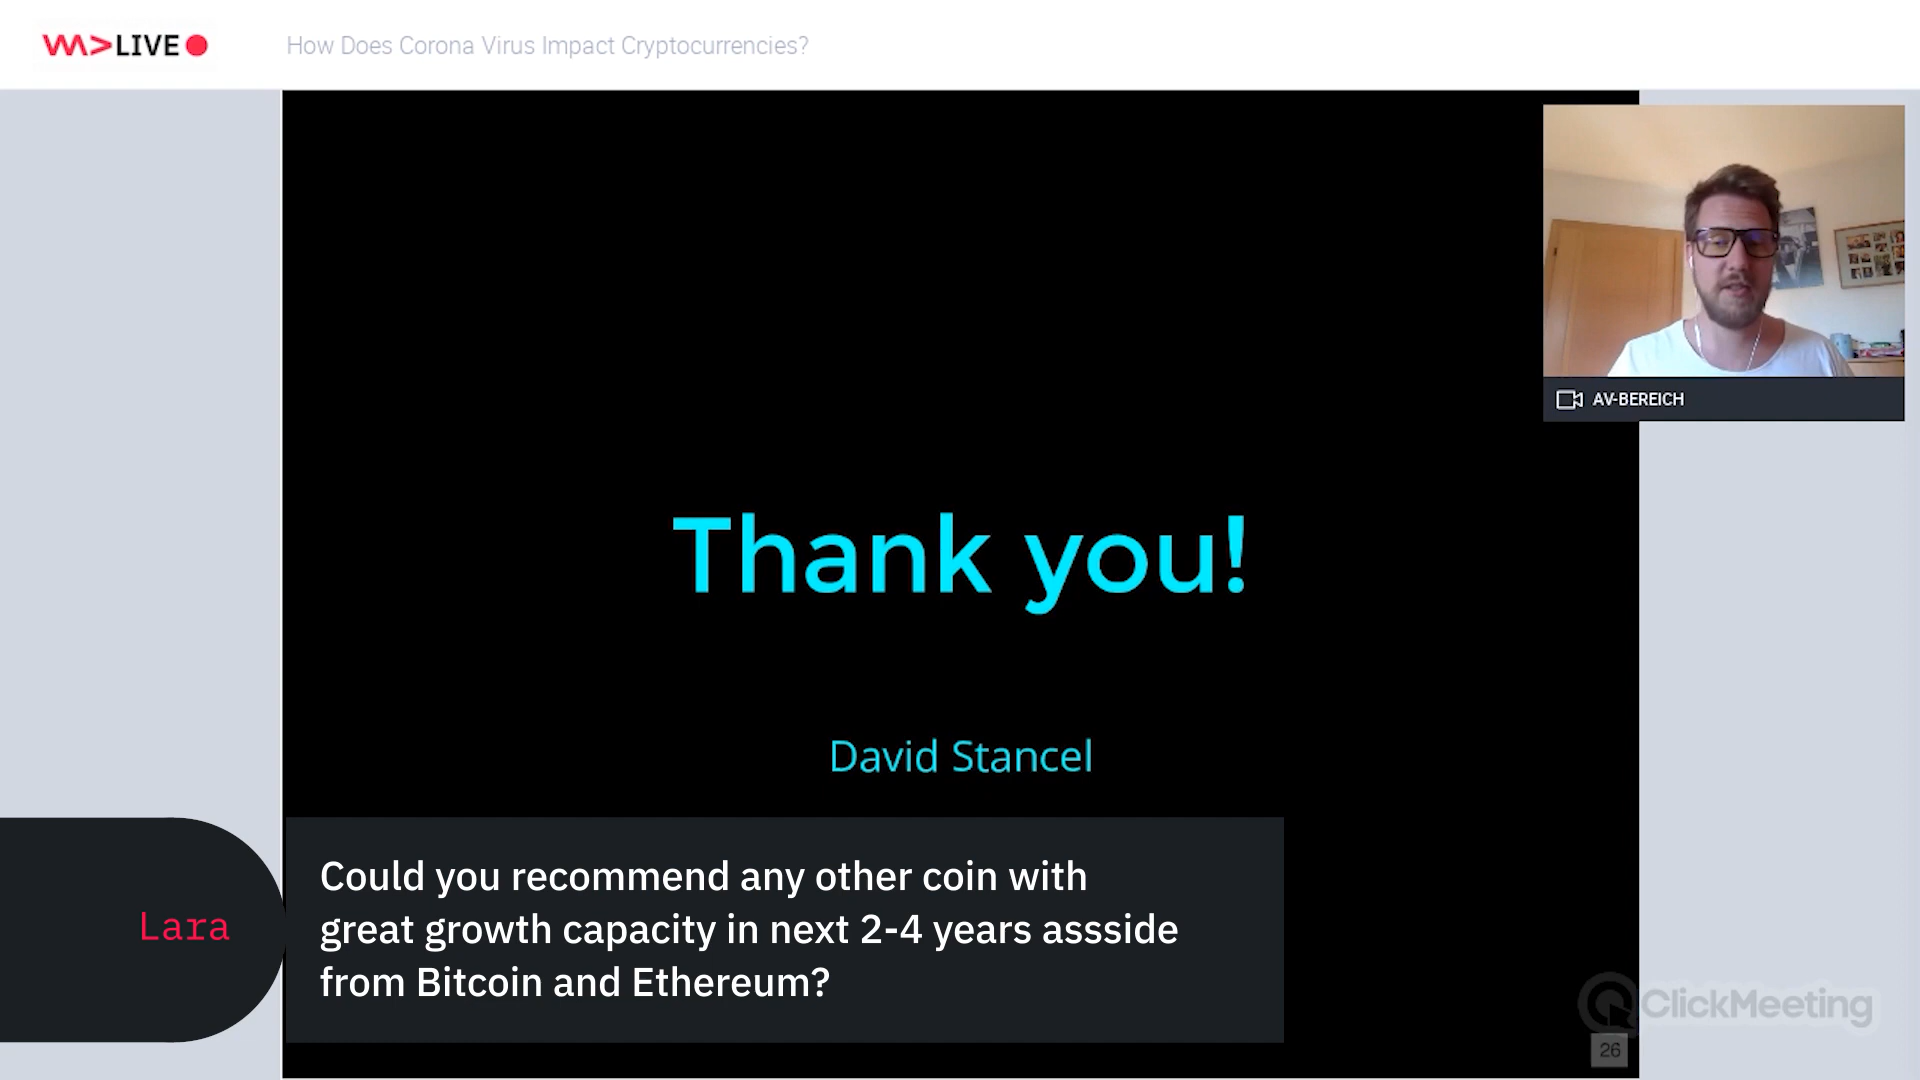 LIVE
How Does Corona Virus Impact Cryptocurrencies?
AV-BEREICH
Thank you!
David Stancel
Lara
Could you recommend any other coin with
great growth capacity in next 2-4 years assside
from Bitcoin and Ethereum?
ClickMeeting
26